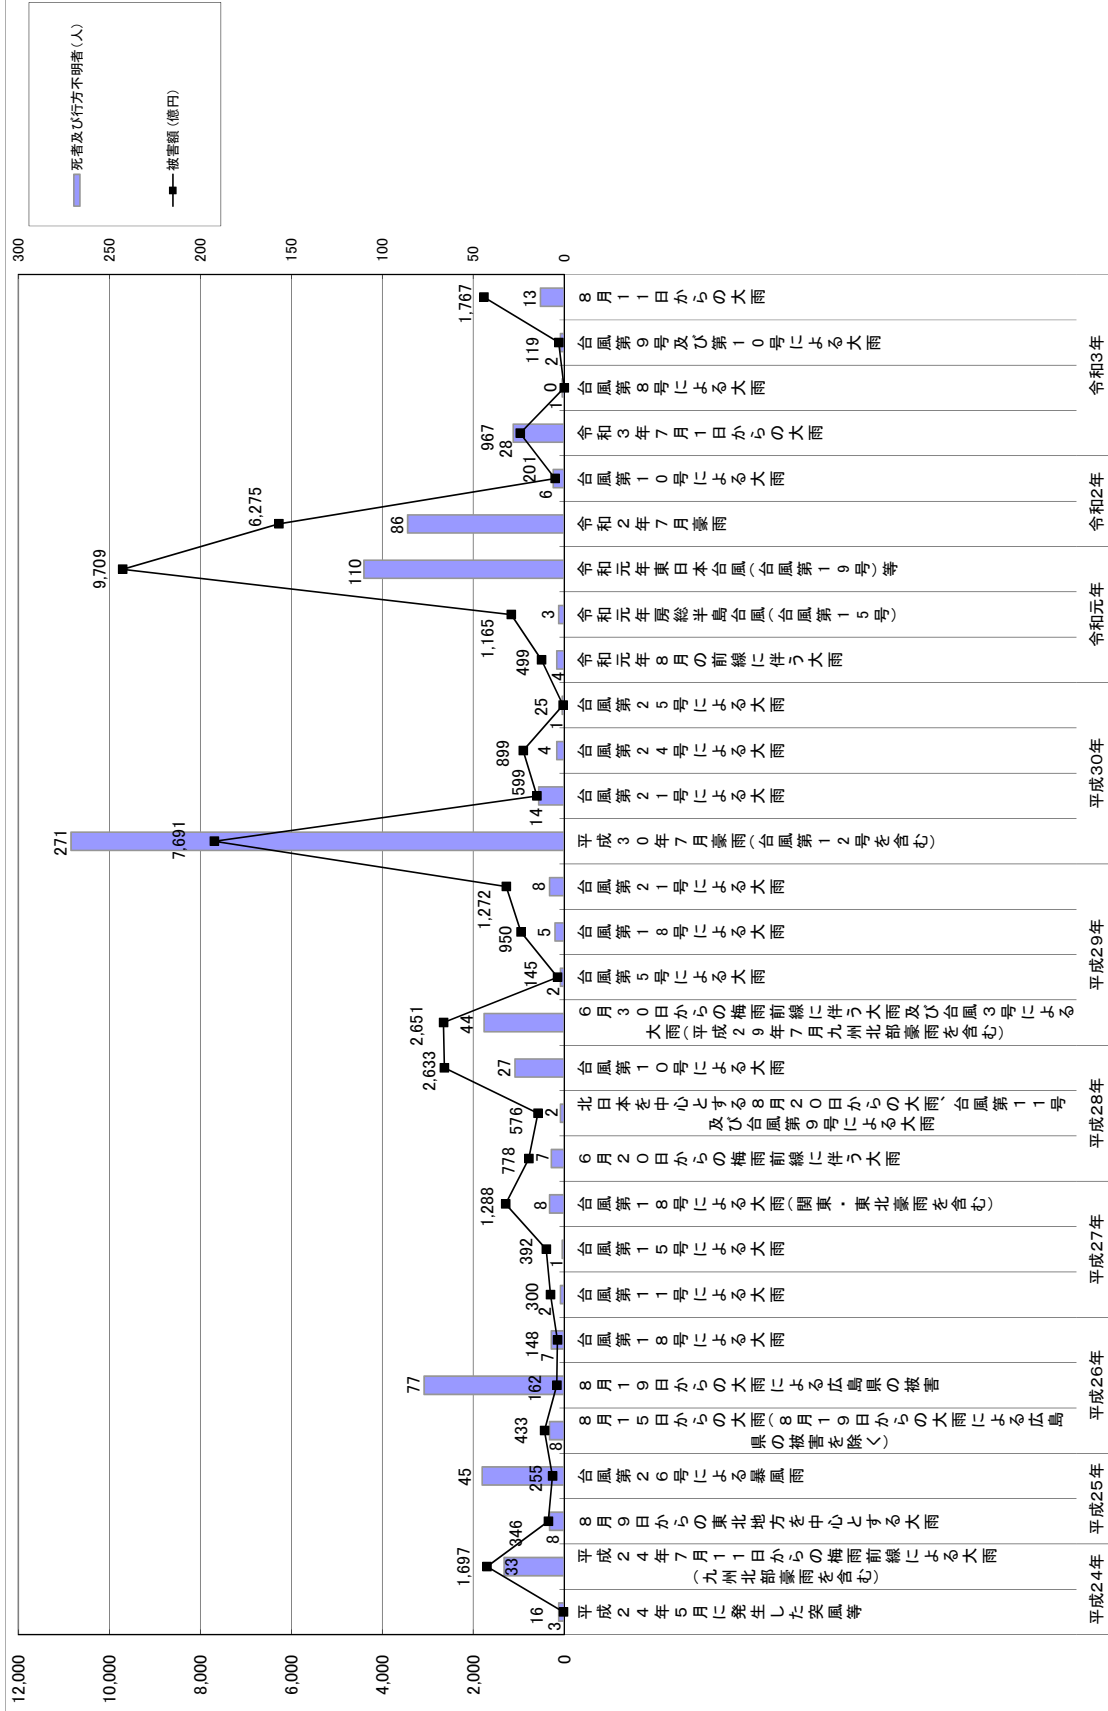 死者及び行方不明者(人)
被害額(億円)
12,000
10,000
8,000
6,000
4,000
2,000
0
300
250
200
150
100
50
0
16
3
1,697
33
346
8
255
45
433
8
162
77
148
7
300
2
392
1
1,288
8
778
7
576
2
2,633
27
2,651
44
145
2
950
5
1,272
8
7,691
271
599
14
899
4
25
1
499
4
1,165
3
9,709
110
6,275
86
201
6
967
28
0
1
119
2
1,767
13
平成24年5月に発生した突風等
平成24年7月11日からの梅雨前線による大雨
(九州北部豪雨を含む)
8月9日からの東北地方を中心とする大雨
台風第26号による暴風雨
8月15日からの大雨(8月19日からの大雨による広島
県の被害を除く)
8月19日からの大雨による広島県の被害
台風第18号による大雨
台風第11号による大雨
台風第15号による大雨
台風第18号による大雨(関東・東北豪雨を含む)
6月20日からの梅雨前線に伴う大雨
北日本を中心とする8月20日からの大雨、台風第11号
及び台風第9号による大雨
台風第10号による大雨
6月30日からの梅雨前線に伴う大雨及び台風3号による
大雨(平成29年7月九州北部豪雨を含む)
台風第5号による大雨
台風第18号による大雨
台風第21号による大雨
平成30年7月豪雨(台風第12号を含む)
台風第21号による大雨
台風第24号による大雨
台風第25号による大雨
令和元年8月の前線に伴う大雨
令和元年房総半島台風(台風第15号)
令和元年東日本台風(台風第19号)等
令和2年7月豪雨
台風第10号による大雨
令和3年7月1日からの大雨
台風第8号による大雨
台風第9号及び第10号による大雨
8月11日からの大雨
平成24年
平成25年
平成26年
平成27年
平成28年
平成29年
平成30年
令和元年
令和2年
令和3年